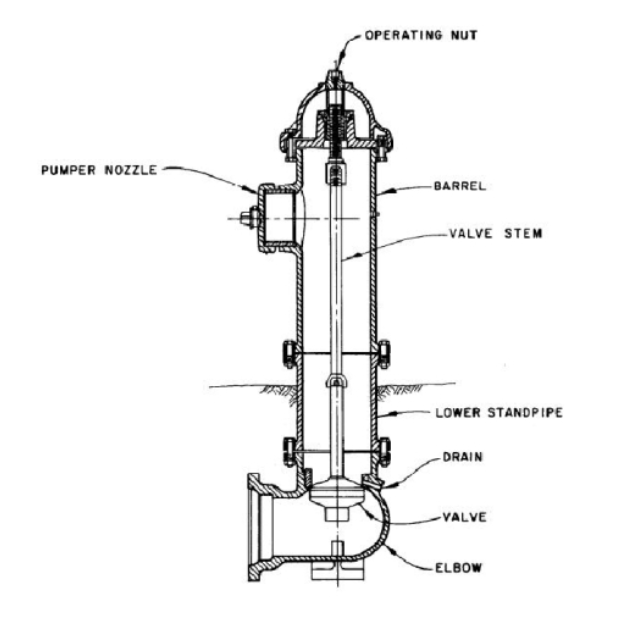 OPERATING NUT
PUMPER NOZZLE
BARREL
VALVE STEM
LOWER STANDPIPE
DRAIN
VALVE
ELBOW